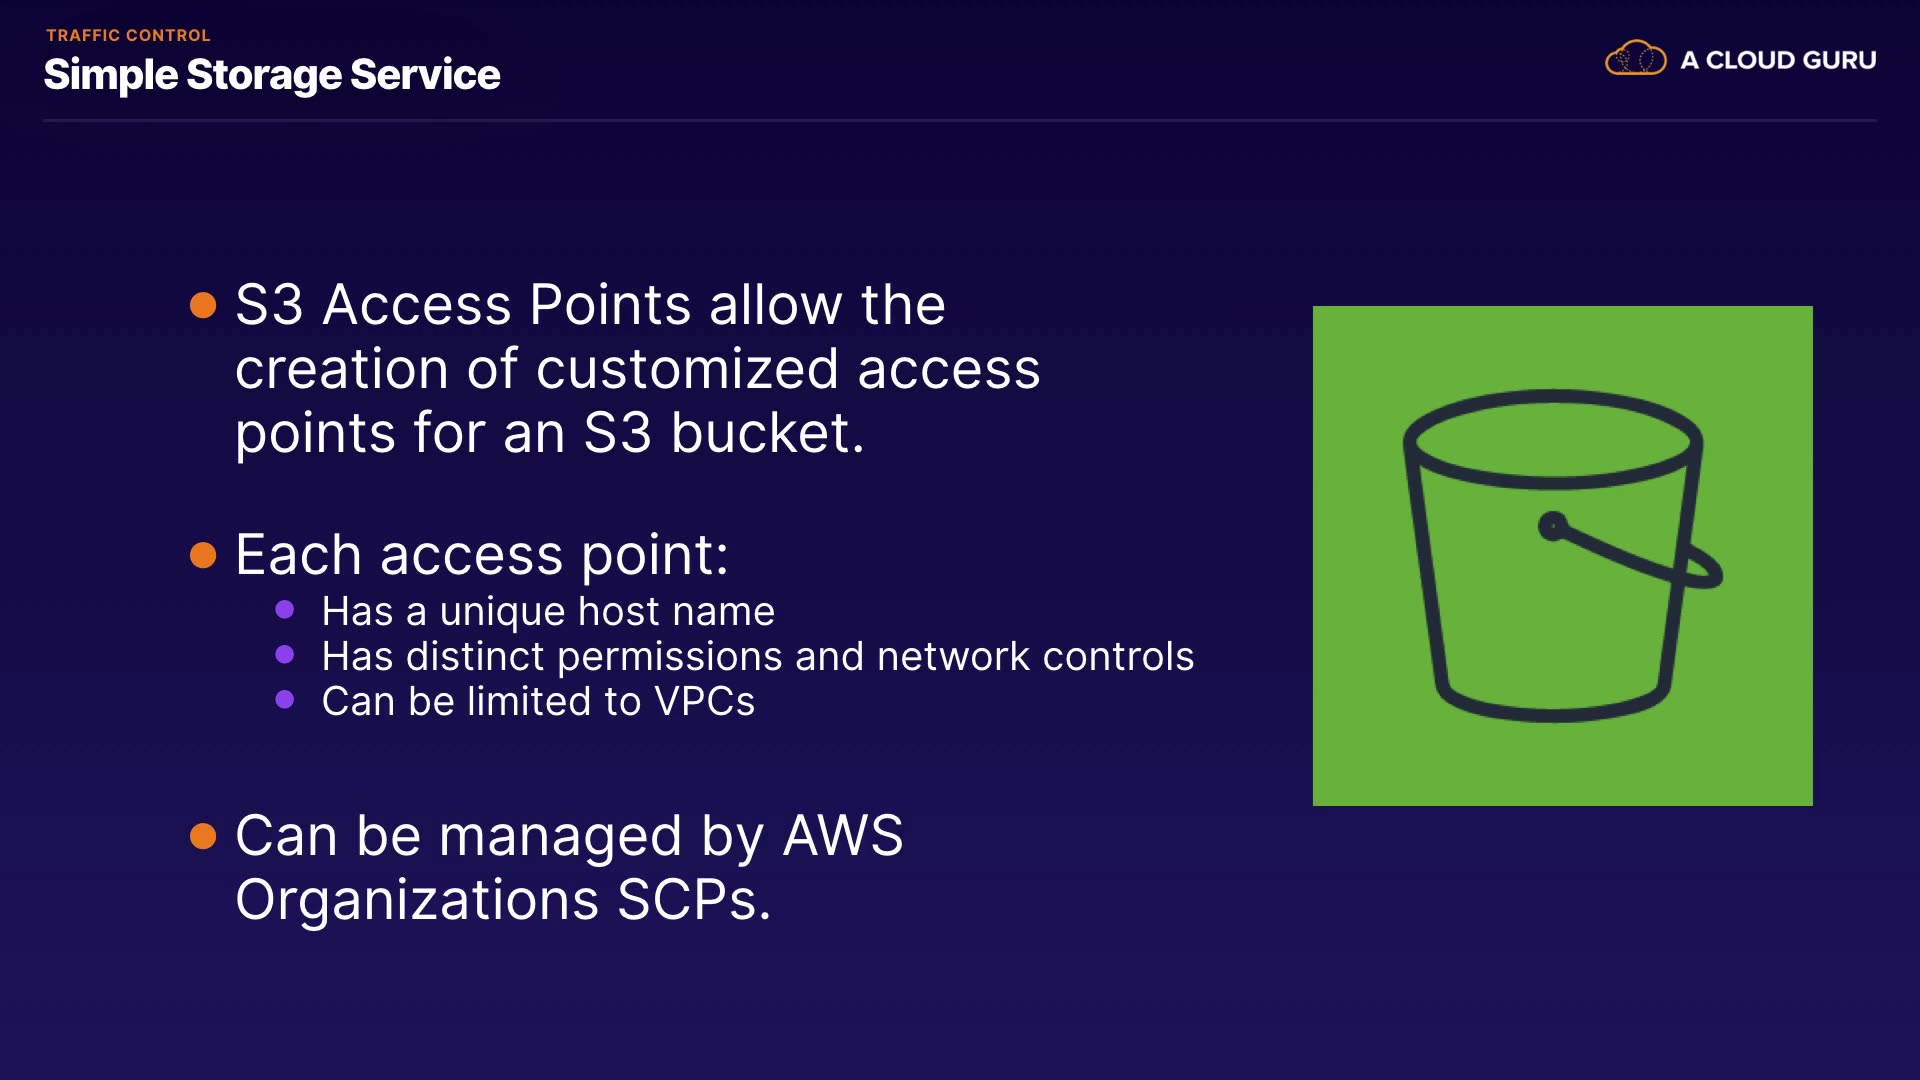 TRAFFIC CONTROL
Simple Storage Service
A CLOUD GURU
S3 Access Points allow the
creation of customized access
points for an S3 bucket.
Each access point:
Has a unique host name
Has distinct permissions and network controls
Can be limited to VPCs
Can be managed by AWS
Organizations SCPs.